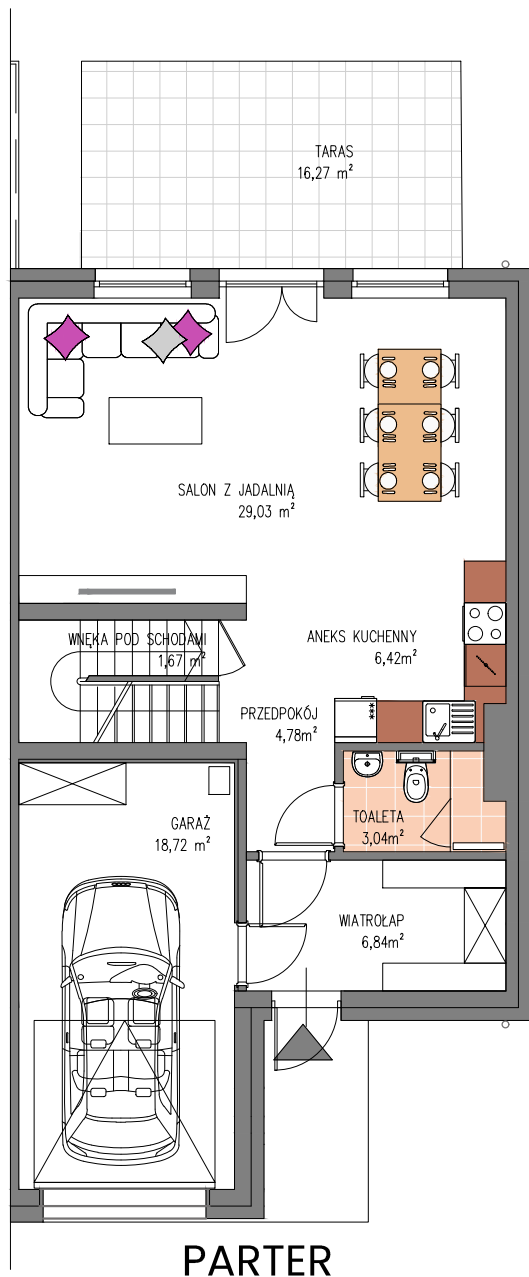 TARAS
16,27 m²
SALON Z JADALNIĄ
29,03 m²
WNĘKA POD SCHODAMI
1,67 m²
ANEKS KUCHENNY
6,42m²
PRZEDPOKÓJ
4,78m²
***
GARAŻ
18,72 m²
TOALETA
3,04m²
WIATROŁAP
6,84m²
PARTER